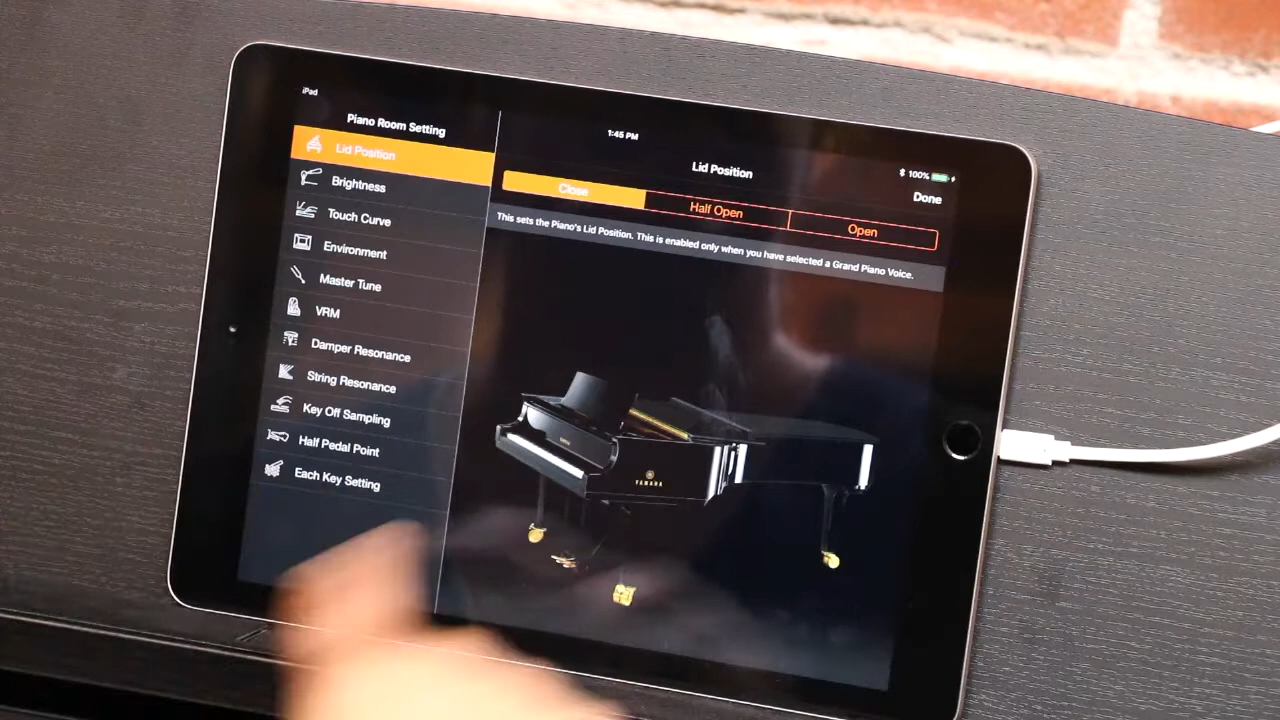 iPad
1:45 PM
100%
Piano Room Setting
Lid Position
Brightness
Touch Curve
Environment
Master Tune
VRM
Damper Resonance
String Resonance
Key Off Sampling
Half Pedal Point
Each Key Setting
Lid Position
Done
Close
Half Open
Open
This sets the Piano's Lid Position. This is enabled only when you have selected a Grand Piano Voice.
YAMAHA